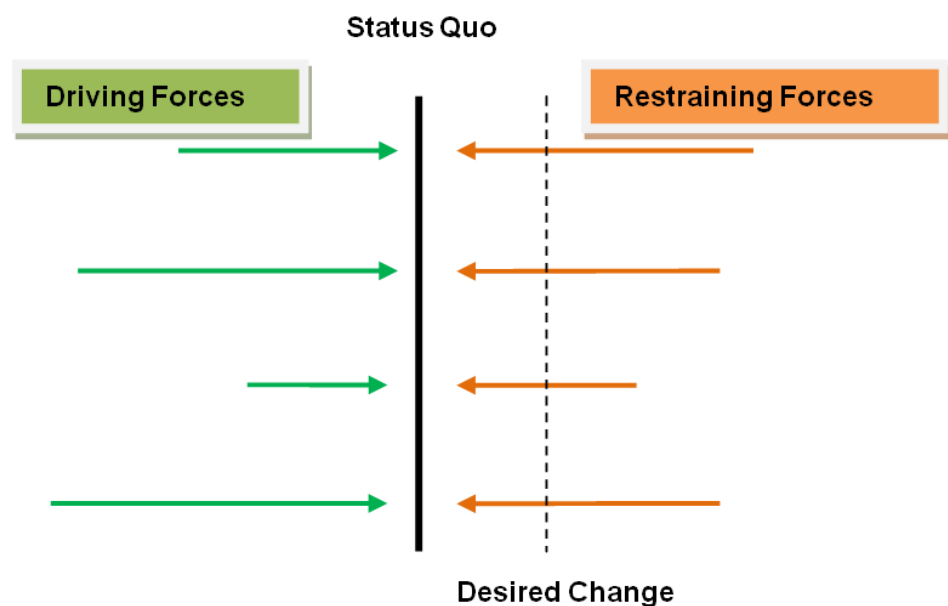 Status Quo
Driving Forces
Restraining Forces
Desired Change